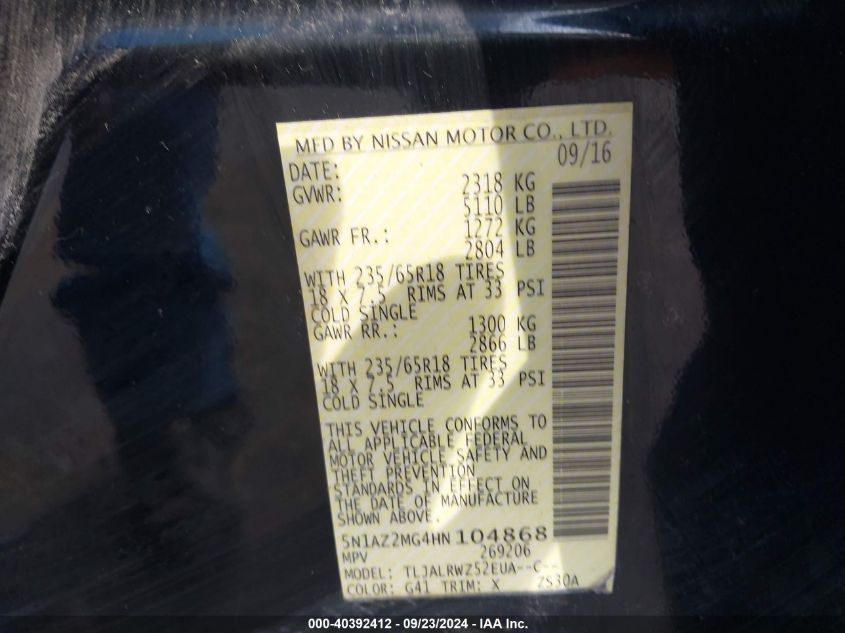 MFD BY NISSAN MOTOR CO., LTD.
DATE: 09/16
GVWR: 2318 KG
5110 LB
GAWR FR.: 1272 KG
2804 LB
WITH 235/65R18 TIRES
18 X 7.5 RIMS AT 33 PSI
COLD SINGLE
GAWR RR.: 1300 KG
2866 LB
WITH 235/65R18 TIRES
18 X 7.5 RIMS AT 33 PSI
COLD SINGLE
THIS VEHICLE CONFORMS TO
ALL APPLICABLE FEDERAL
MOTOR VEHICLE SAFETY AND
THEFT PREVENTION
STANDARDS IN EFFECT ON
THE DATE OF MANUFACTURE
SHOWN ABOVE.
5N1AZ2MG4HN104868
MPV 269206
MODEL: TLJALRWZ52EUA--C--
COLOR: G41 TRIM: X ZS30A
000-40392412 - 09/23/2024 - IAA Inc.